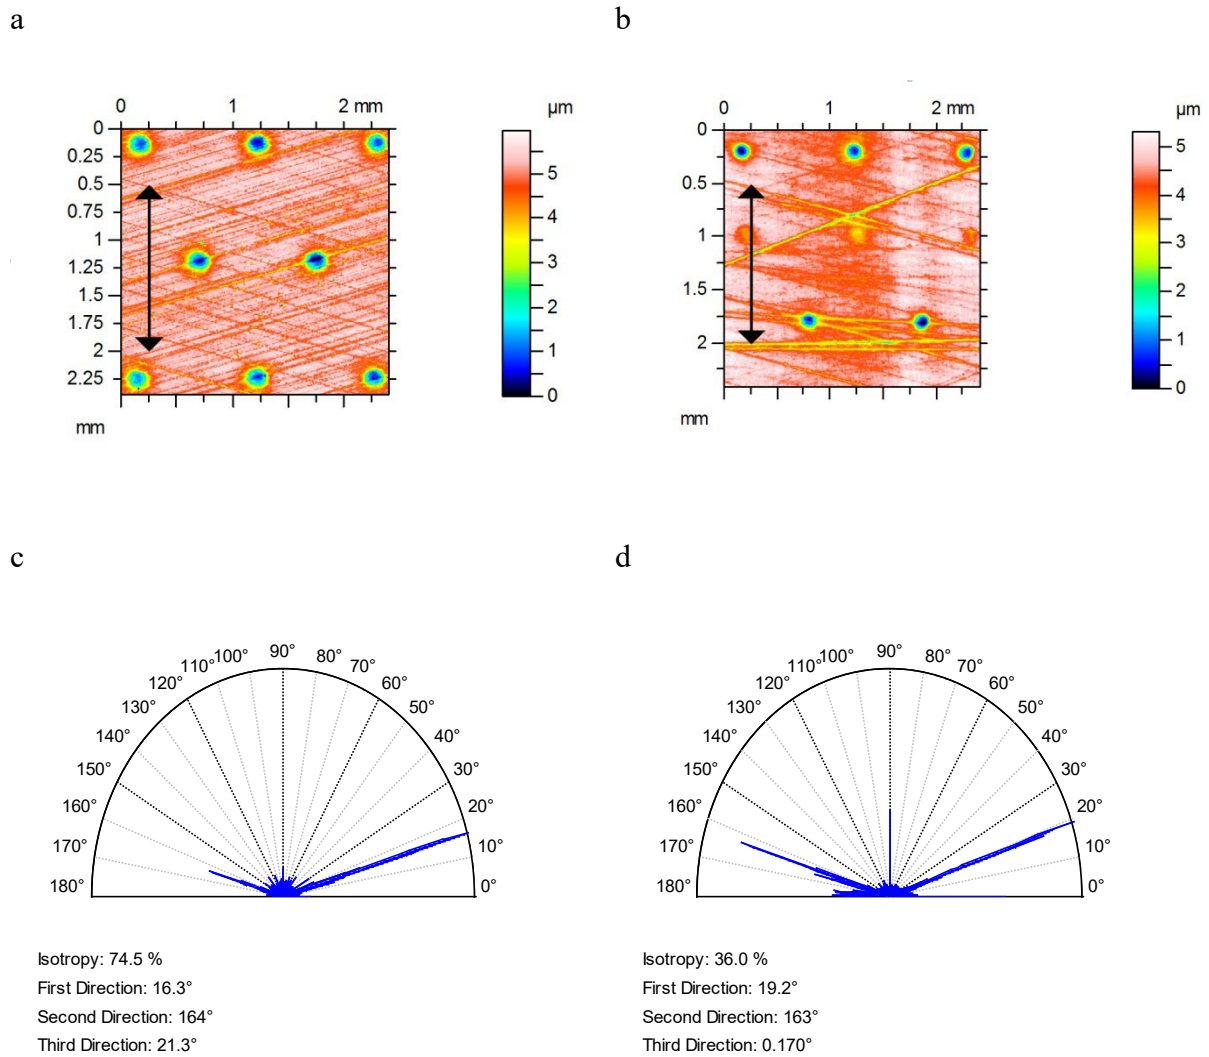 a
b
0 1 2 mm µm
0
0.25
0.5
0.75
1
1.25
1.5
1.75
2
2.25
mm
5
4
3
2
1
0
0 1 2 mm µm
0
0.5
1
1.5
2
mm
5
4
3
2
1
0
c
d
90°
100° 80°
110° 70°
120° 60°
130° 50°
140° 40°
150° 30°
160° 20°
170° 10°
180° 0°
90°
100° 80°
110° 70°
120° 60°
130° 50°
140° 40°
150° 30°
160° 20°
170° 10°
180° 0°
Isotropy: 74.5 %
First Direction: 16.3°
Second Direction: 164°
Third Direction: 21.3°
Isotropy: 36.0 %
First Direction: 19.2°
Second Direction: 163°
Third Direction: 0.170°